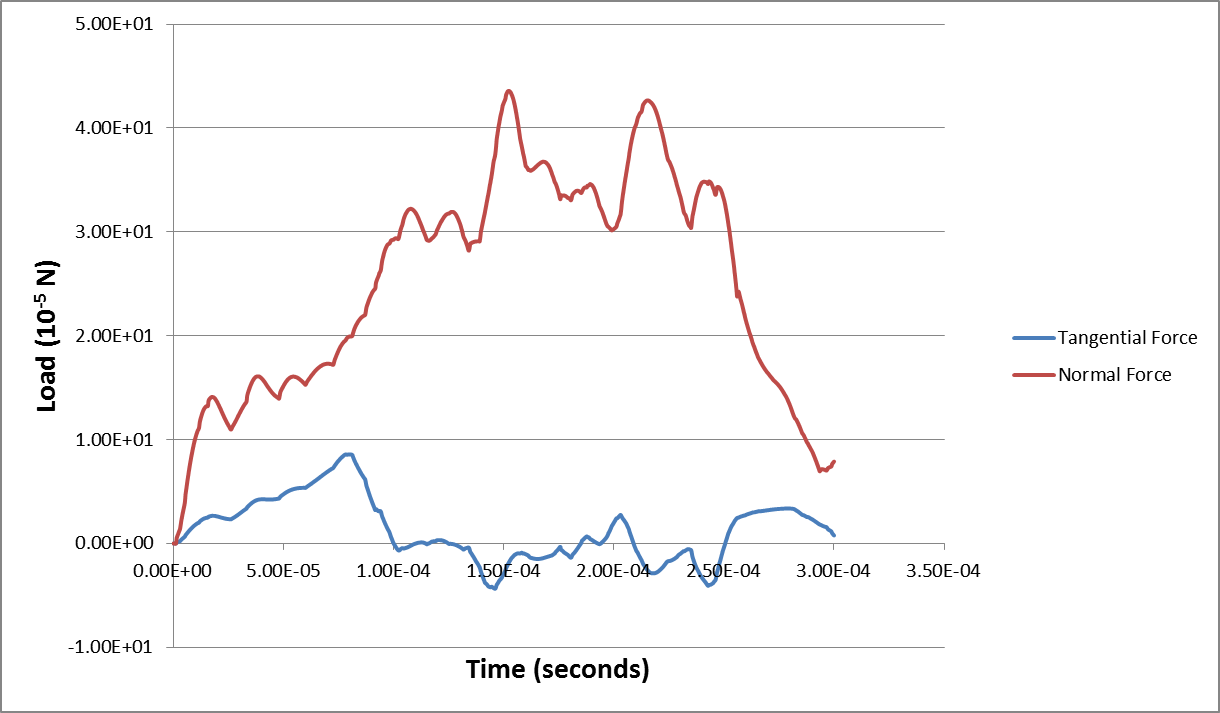 5.00E+01
4.00E+01
3.00E+01
2.00E+01
1.00E+01
0.00E+00
-1.00E+01
Load (10⁻⁵ N)
0.00E+00 5.00E-05 1.00E-04 1.50E-04 2.00E-04 2.50E-04 3.00E-04 3.50E-04
Time (seconds)
Tangential Force
Normal Force